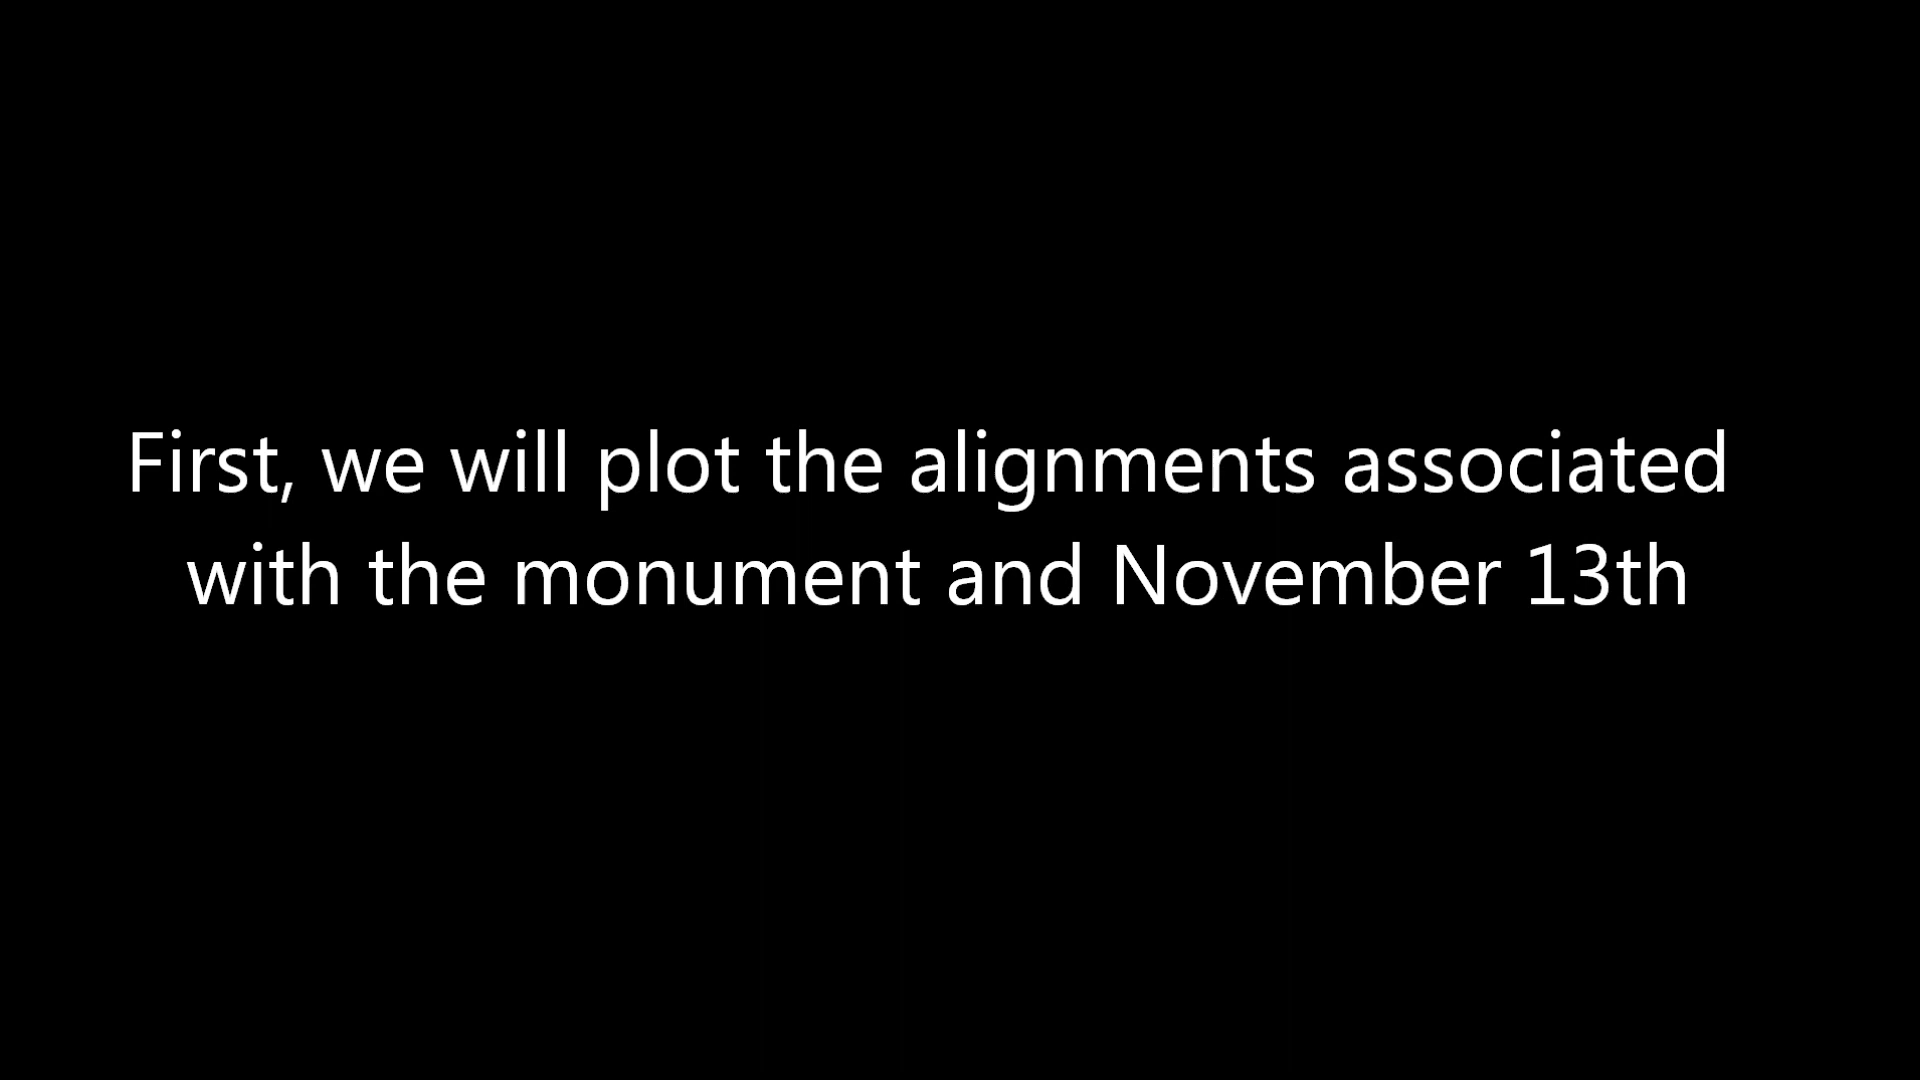 First, we will plot the alignments associated
with the monument and November 13th